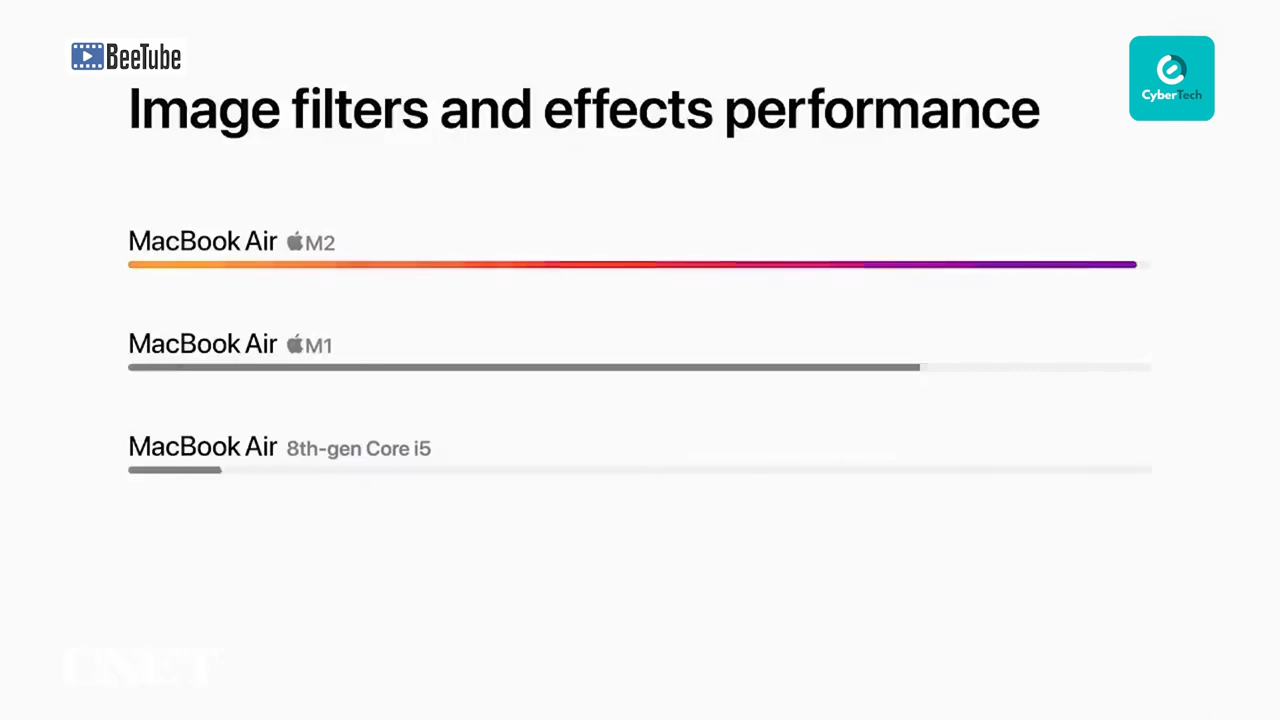 BeeTube
CyberTech
Image filters and effects performance
MacBook Air M2
MacBook Air M1
MacBook Air 8th-gen Core i5
CNET